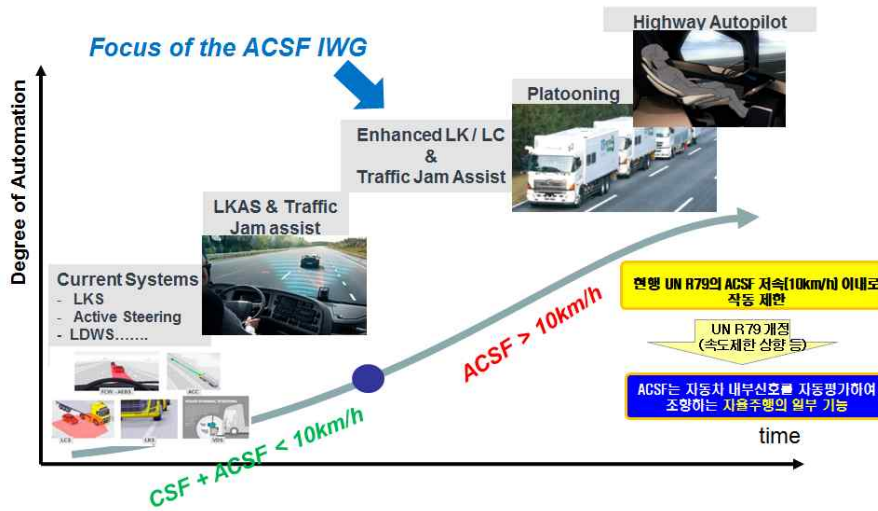 Highway Autopilot
Focus of the ACSF IWG
Platooning
Enhanced LK / LC
&
Traffic Jam Assist
LKAS & Traffic
Jam assist
Degree of Automation
Current Systems
- LKS
- Active Steering
- LDWS.......
ACC
LKS
VDS
CSF + ACSF < 10km/h
ACSF > 10km/h
현행 UN R79의 ACSF 저속(10km/h) 이내로
작동 제한
UN R79 개정
(속도제한 상향 등)
ACSF는 자동차 내부신호를 자동평가하여
조향하는 자율주행의 일부 기능
time